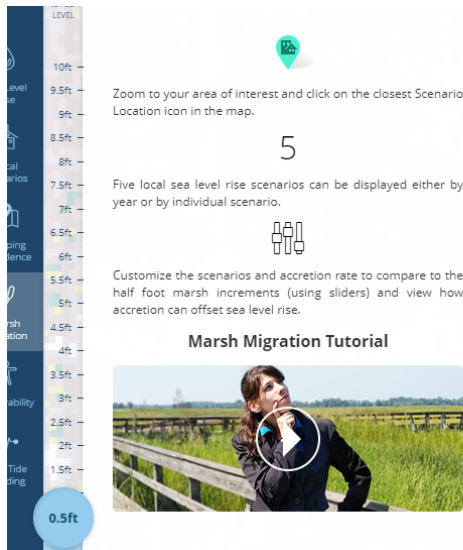 LEVEL
10ft
9.5ft
9ft
8.5ft
8ft
7.5ft
7ft
6.5ft
6ft
5.5ft
5ft
4.5ft
4ft
3.5ft
3ft
2.5ft
2ft
1.5ft
0.5ft
Zoom to your area of interest and click on the closest Scenario
Location icon in the map.
5
Five local sea level rise scenarios can be displayed either by
year or by individual scenario.
Customize the scenarios and accretion rate to compare to the
half foot marsh increments (using sliders) and view how
accretion can offset sea level rise.
Marsh Migration Tutorial